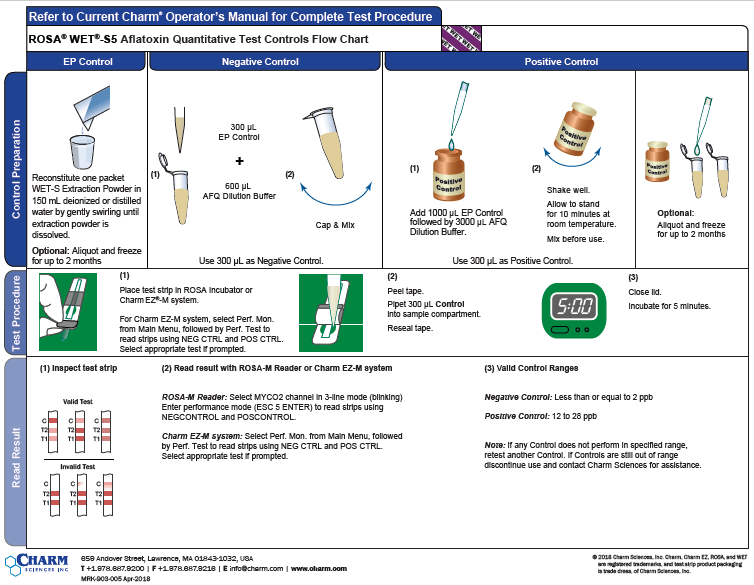 Refer to Current Charm® Operator's Manual for Complete Test Procedure
ROSA® WET®-S5 Aflatoxin Quantitative Test Controls Flow Chart
EP Control
Negative Control
Positive Control
Control Preparation
Reconstitute one packet
WET-S Extraction Powder in
150 mL deionized or distilled
water by gently swirling until
extraction powder is
dissolved.
Optional: Aliquot and freeze
for up to 2 months
(1)
300 µL
EP Control
+
600 µL
AFQ Dilution Buffer
(2)
Cap & Mix
Use 300 µL as Negative Control.
(1)
Positive
Control
Add 1000 µL EP Control
followed by 3000 µL AFQ
Dilution Buffer.
(2)
Positive
Control
Shake well.
Allow to stand
for 10 minutes at
room temperature.
Mix before use.
Use 300 µL as Positive Control.
Positive
Control
Optional:
Aliquot and freeze
for up to 2 months
Test Procedure
(1)
Place test strip in ROSA Incubator or
Charm EZ®-M system.
For Charm EZ-M system, select Perf. Mon.
from Main Menu, followed by Perf. Test to
read strips using NEG CTRL and POS CTRL.
Select appropriate test if prompted.
(2)
Peel tape.
Pipet 300 µL Control
into sample compartment.
Reseal tape.
5:00
(3)
Close lid.
Incubate for 5 minutes.
Read Result
(1) Inspect test strip
Valid Test
C
T2
T1
C
T2
T1
C
T2
T1
Invalid Test
C
T2
T1
C
T2
T1
C
T2
T1
(2) Read result with ROSA-M Reader or Charm EZ-M system
ROSA-M Reader: Select MYCO2 channel in 3-line mode (blinking)
Enter performance mode (ESC 5 ENTER) to read strips using
NEGCONTROL and POSCONTROL.
Charm EZ-M system: Select Perf. Mon. from Main Menu, followed
by Perf. Test to read strips using NEG CTRL and POS CTRL.
Select appropriate test if prompted.
(3) Valid Control Ranges
Negative Control: Less than or equal to 2 ppb
Positive Control: 12 to 28 ppb
Note: If any Control does not perform in specified range,
retest another Control. If Controls are still out of range
discontinue use and contact Charm Sciences for assistance.
CHARM
SCIENCES INC
659 Andover Street, Lawrence, MA 01843-1032, USA
T +1.978.687.9200 | F +1.978.687.9216 | E info@charm.com | www.charm.com
MRK-903-005 Apr-2018
© 2018 Charm Sciences, Inc. Charm, Charm EZ, ROSA, and WET
are registered trademarks, and test strip product packaging
is trade dress, of Charm Sciences, Inc.